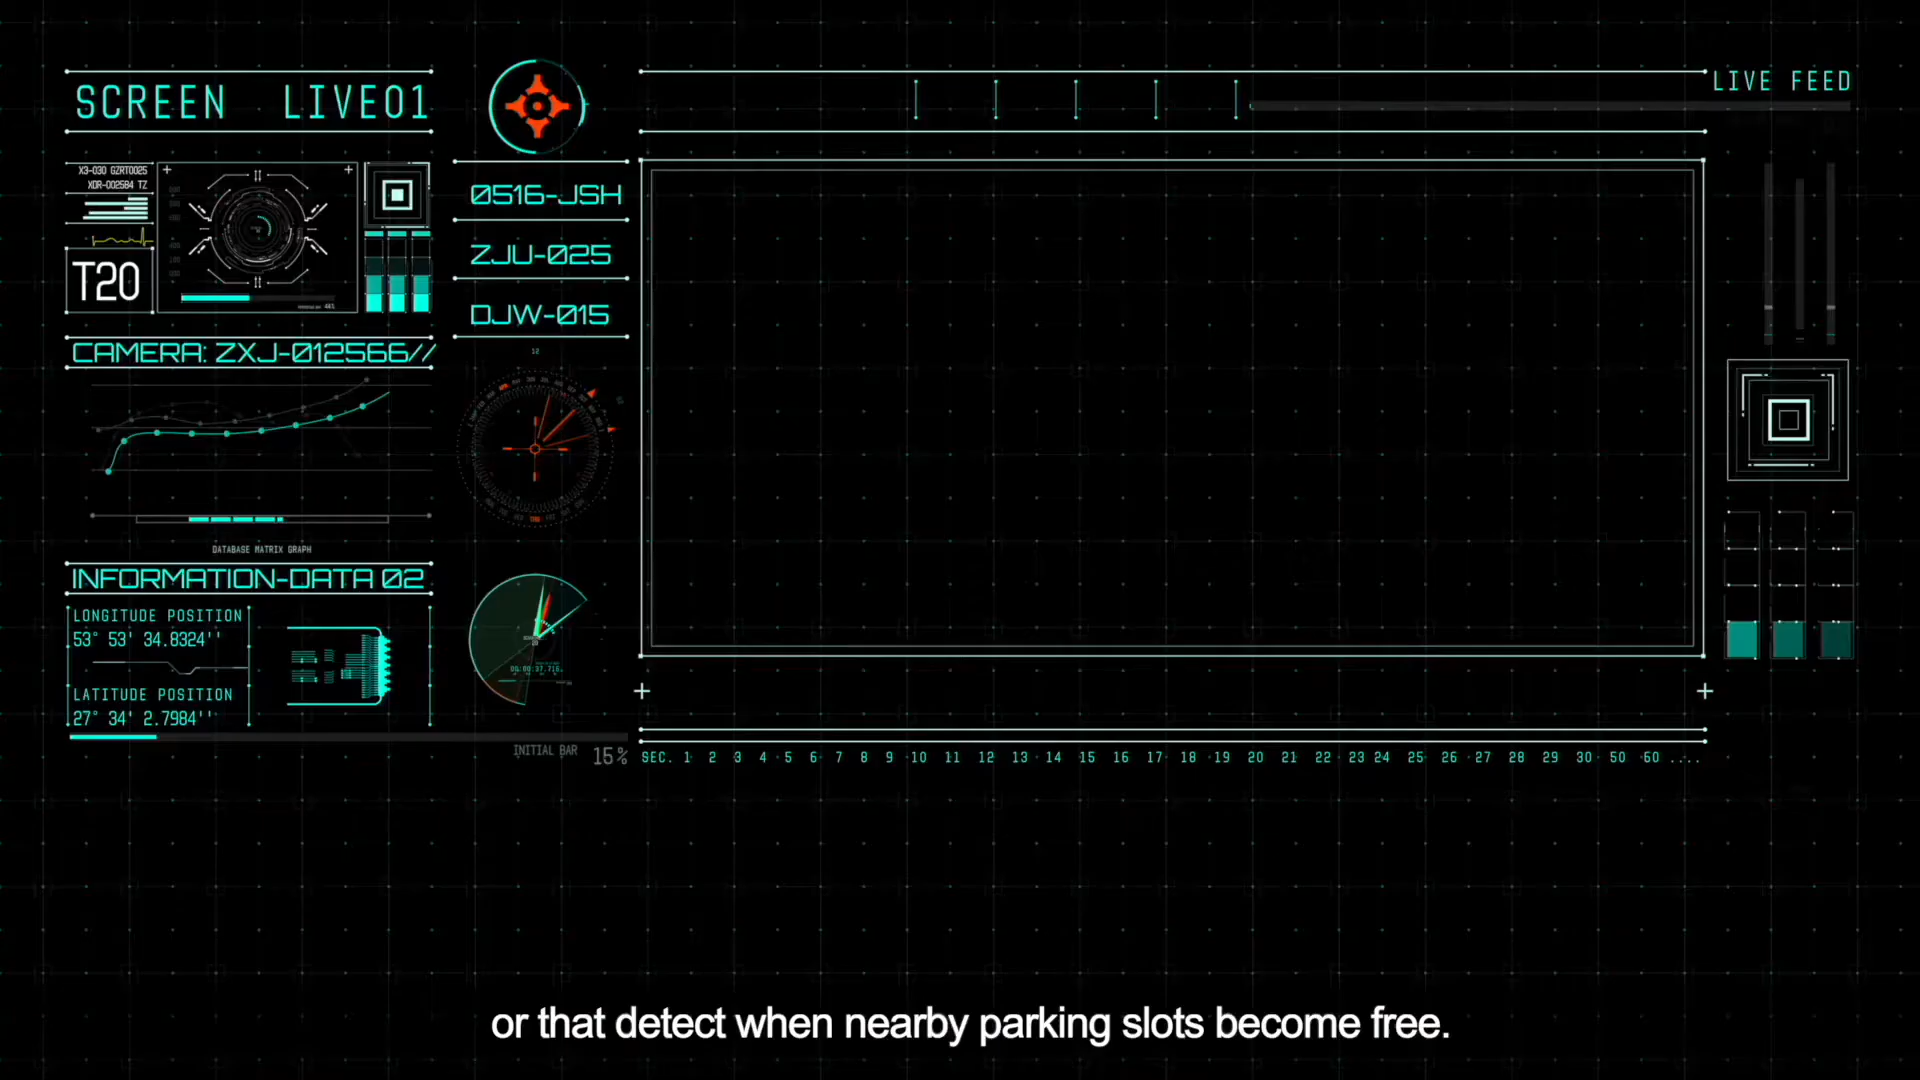 SCREEN LIVE01
LIVE FEED
X3-030 GZRT0025
XDR-002584 TZ
T20
0516-JSH
ZJU-025
DJW-015
CAMERA: ZXJ-012566//
12
DATABASE MATRIX GRAPH
INFORMATION-DATA 02
LONGITUDE POSITION
53° 53' 34.8324''
LATITUDE POSITION
27° 34' 2.7984''
INITIAL BAR 15%
SEC. 1 2 3 4 5 6 7 8 9 10 11 12 13 14 15 16 17 18 19 20 21 22 23 24 25 26 27 28 29 30 50 60 ....
or that detect when nearby parking slots become free.